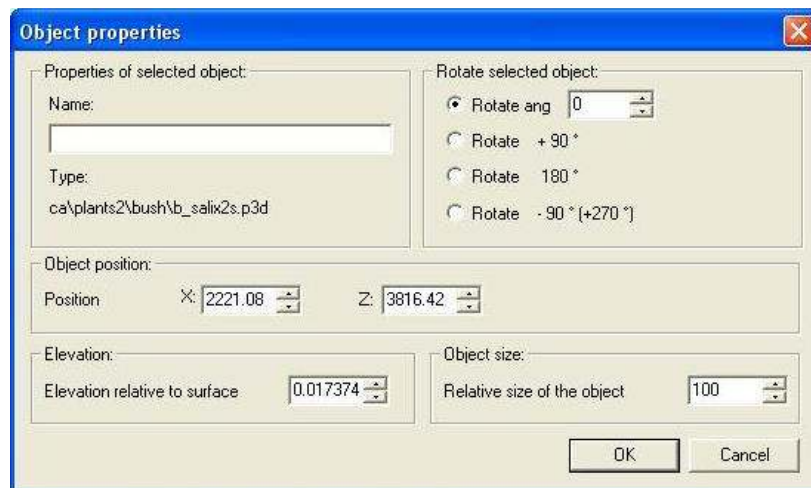 Object properties
Properties of selected object:
Name:
Type:
ca\plants2\bush\b_salix2s.p3d
Rotate selected object:
Rotate ang 0
Rotate + 90 °
Rotate 180 °
Rotate - 90 ° (+270 °)
Object position:
Position X: 2221.08 Z: 3816.42
Elevation:
Elevation relative to surface 0.017374
Object size:
Relative size of the object 100
OK Cancel